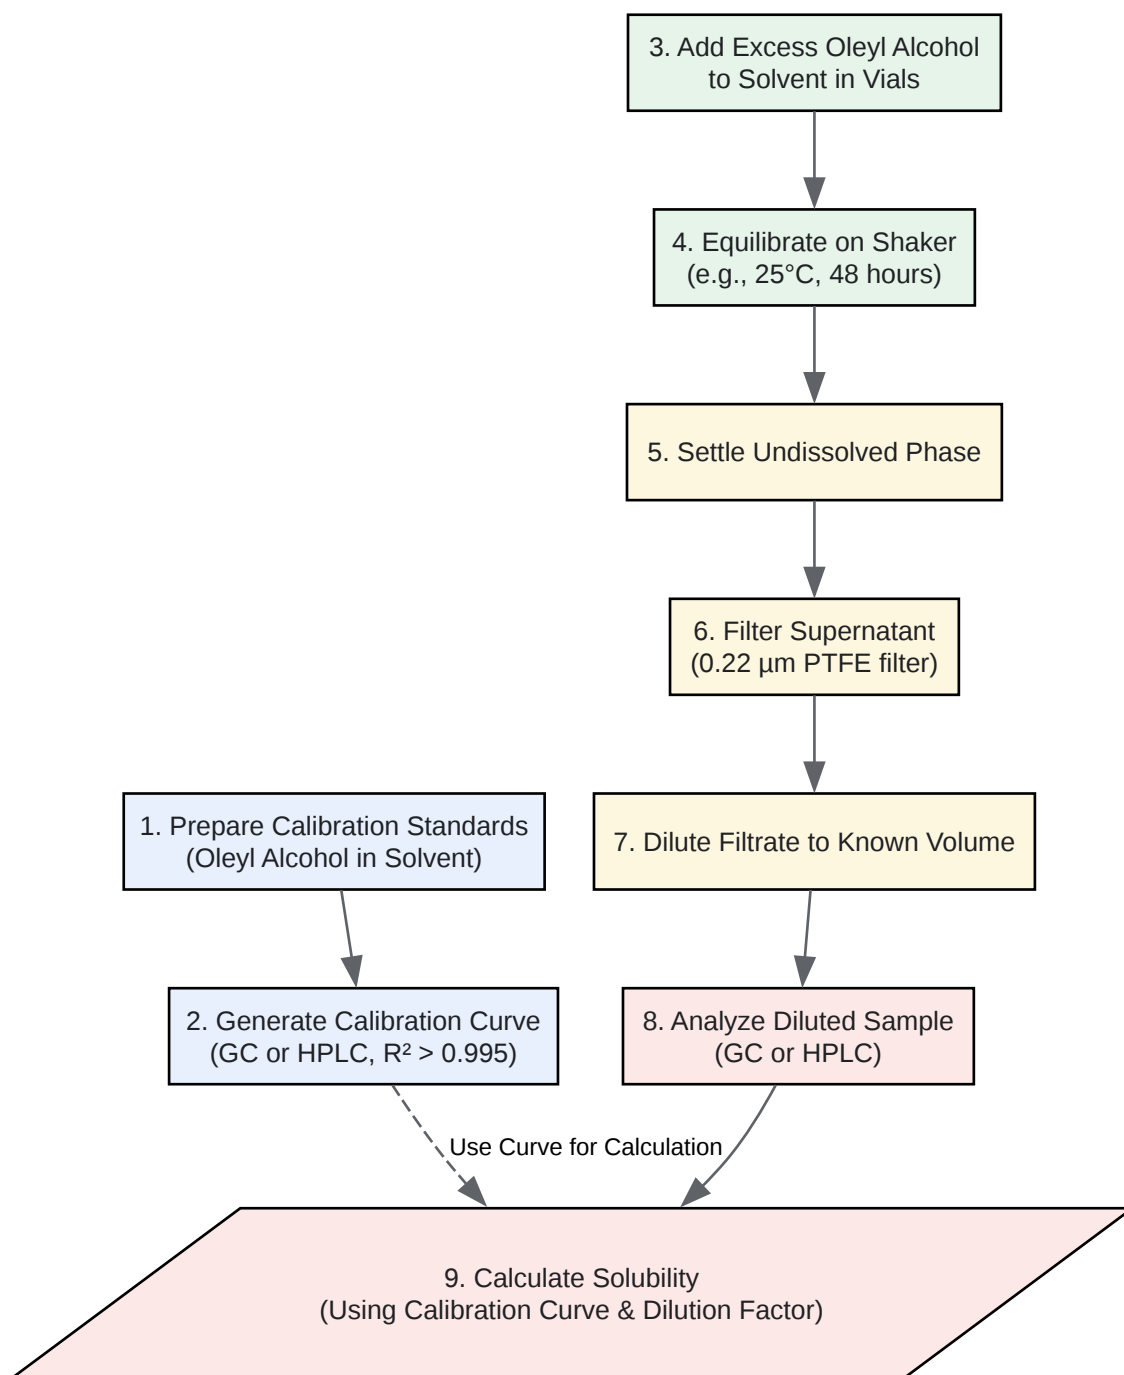 3. Add Excess Oleyl Alcohol
to Solvent in Vials
4. Equilibrate on Shaker
(e.g., 25°C, 48 hours)
5. Settle Undissolved Phase
6. Filter Supernatant
(0.22 µm PTFE filter)
1. Prepare Calibration Standards
(Oleyl Alcohol in Solvent)
7. Dilute Filtrate to Known Volume
2. Generate Calibration Curve
(GC or HPLC, R² > 0.995)
8. Analyze Diluted Sample
(GC or HPLC)
Use Curve for Calculation
9. Calculate Solubility
(Using Calibration Curve & Dilution Factor)